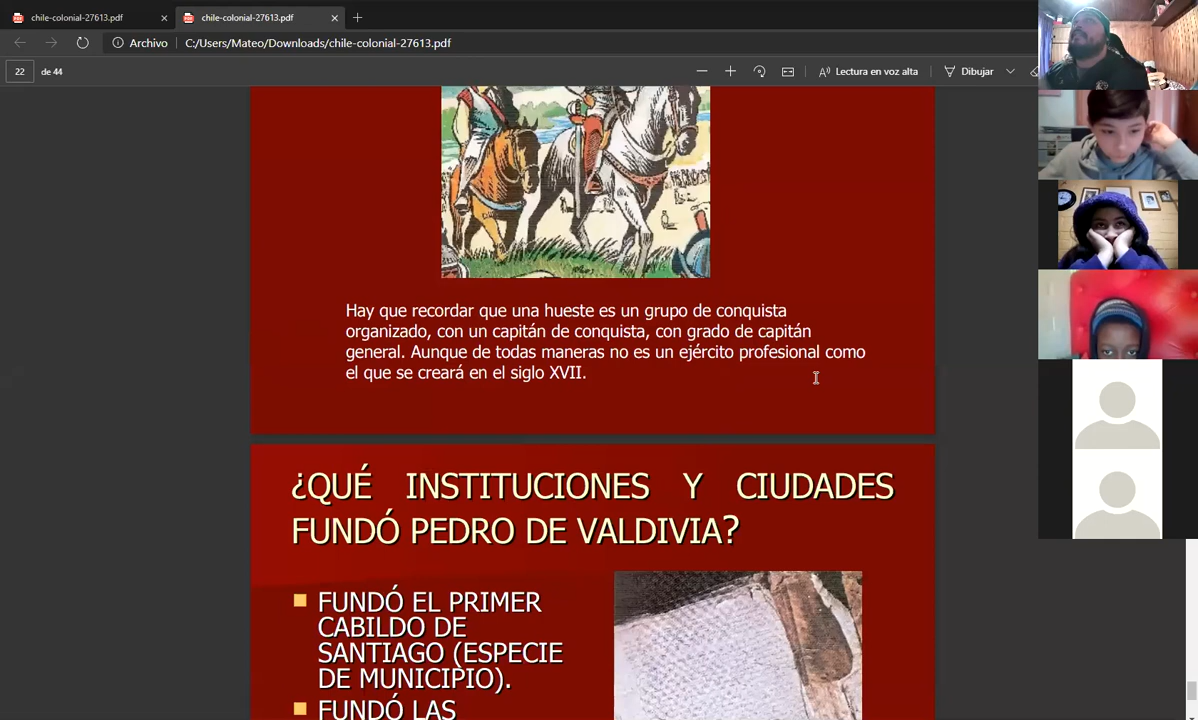 chile-colonial-27613.pdf
chile-colonial-27613.pdf
Archivo
C:/Users/Mateo/Downloads/chile-colonial-27613.pdf
22 de 44
Lectura en voz alta
Dibujar
Hay que recordar que una hueste es un grupo de conquista
organizado, con un capitán de conquista, con grado de capitán
general. Aunque de todas maneras no es un ejército profesional como
el que se creará en el siglo XVII.
¿QUÉ INSTITUCIONES Y CIUDADES
FUNDÓ PEDRO DE VALDIVIA?
FUNDÓ EL PRIMER
CABILDO DE
SANTIAGO (ESPECIE
DE MUNICIPIO).
FUNDÓ LAS